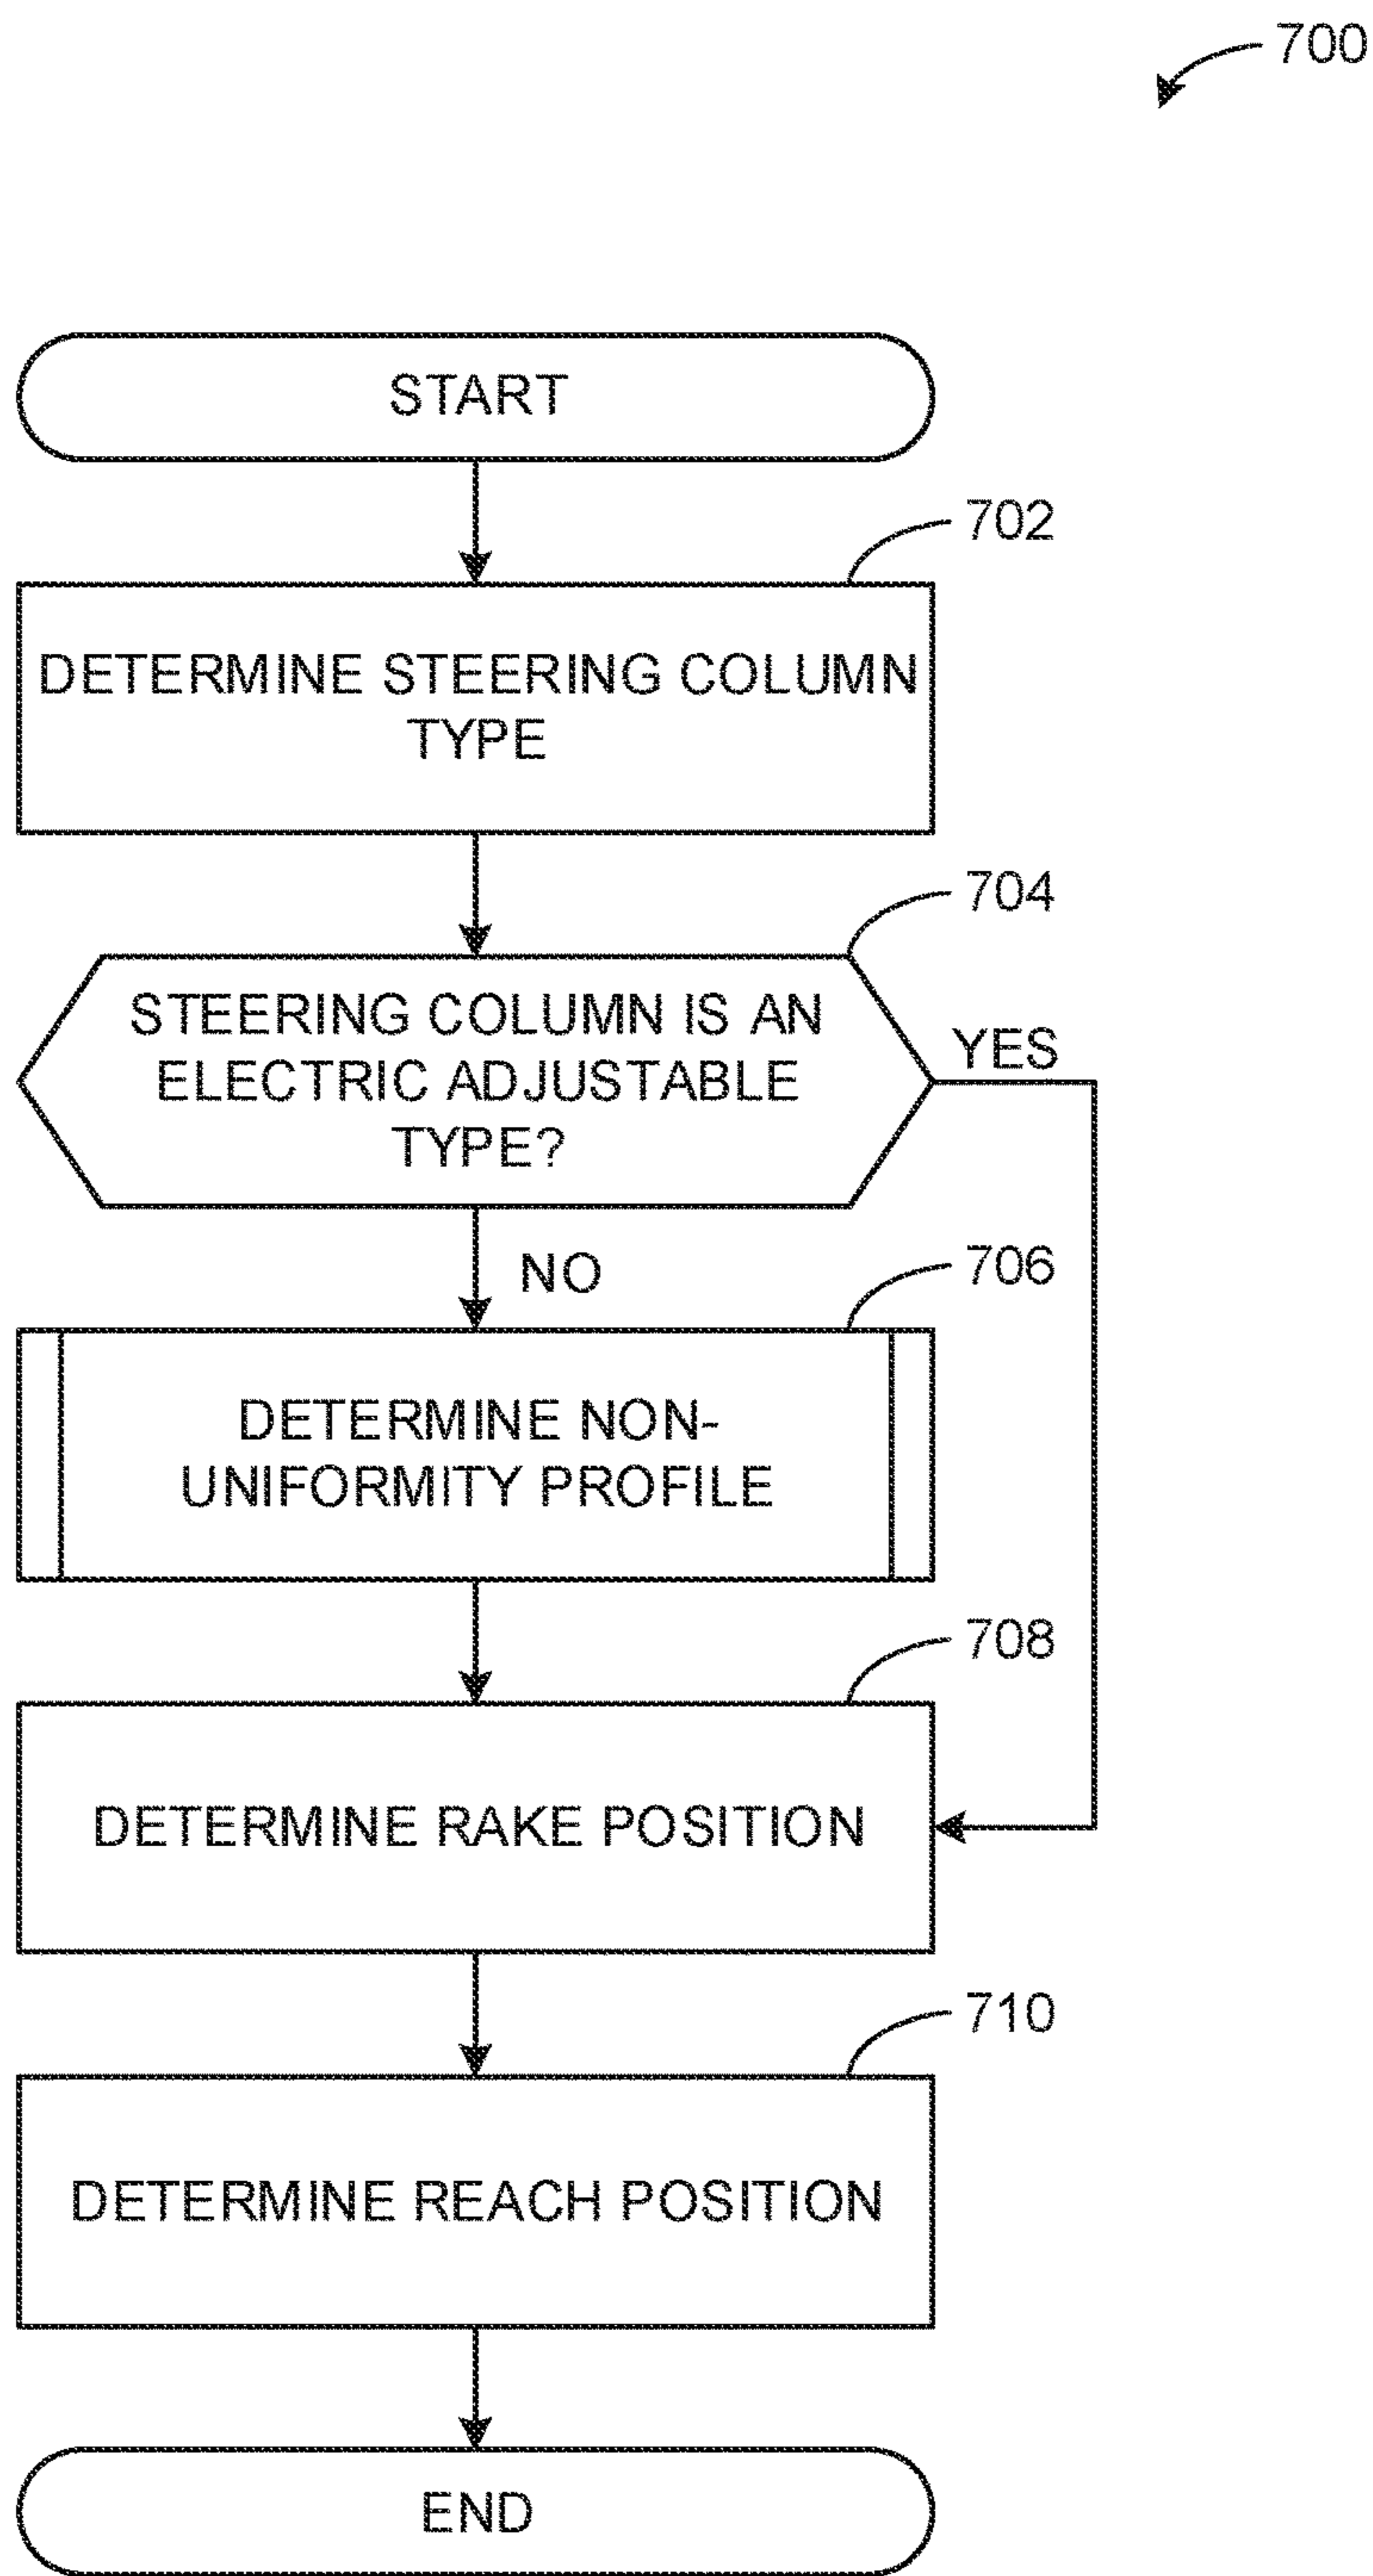 700
START
702
DETERMINE STEERING COLUMN
TYPE
704
STEERING COLUMN IS AN
ELECTRIC ADJUSTABLE
TYPE?
YES
NO
706
DETERMINE NON-
UNIFORMITY PROFILE
708
DETERMINE RAKE POSITION
710
DETERMINE REACH POSITION
END